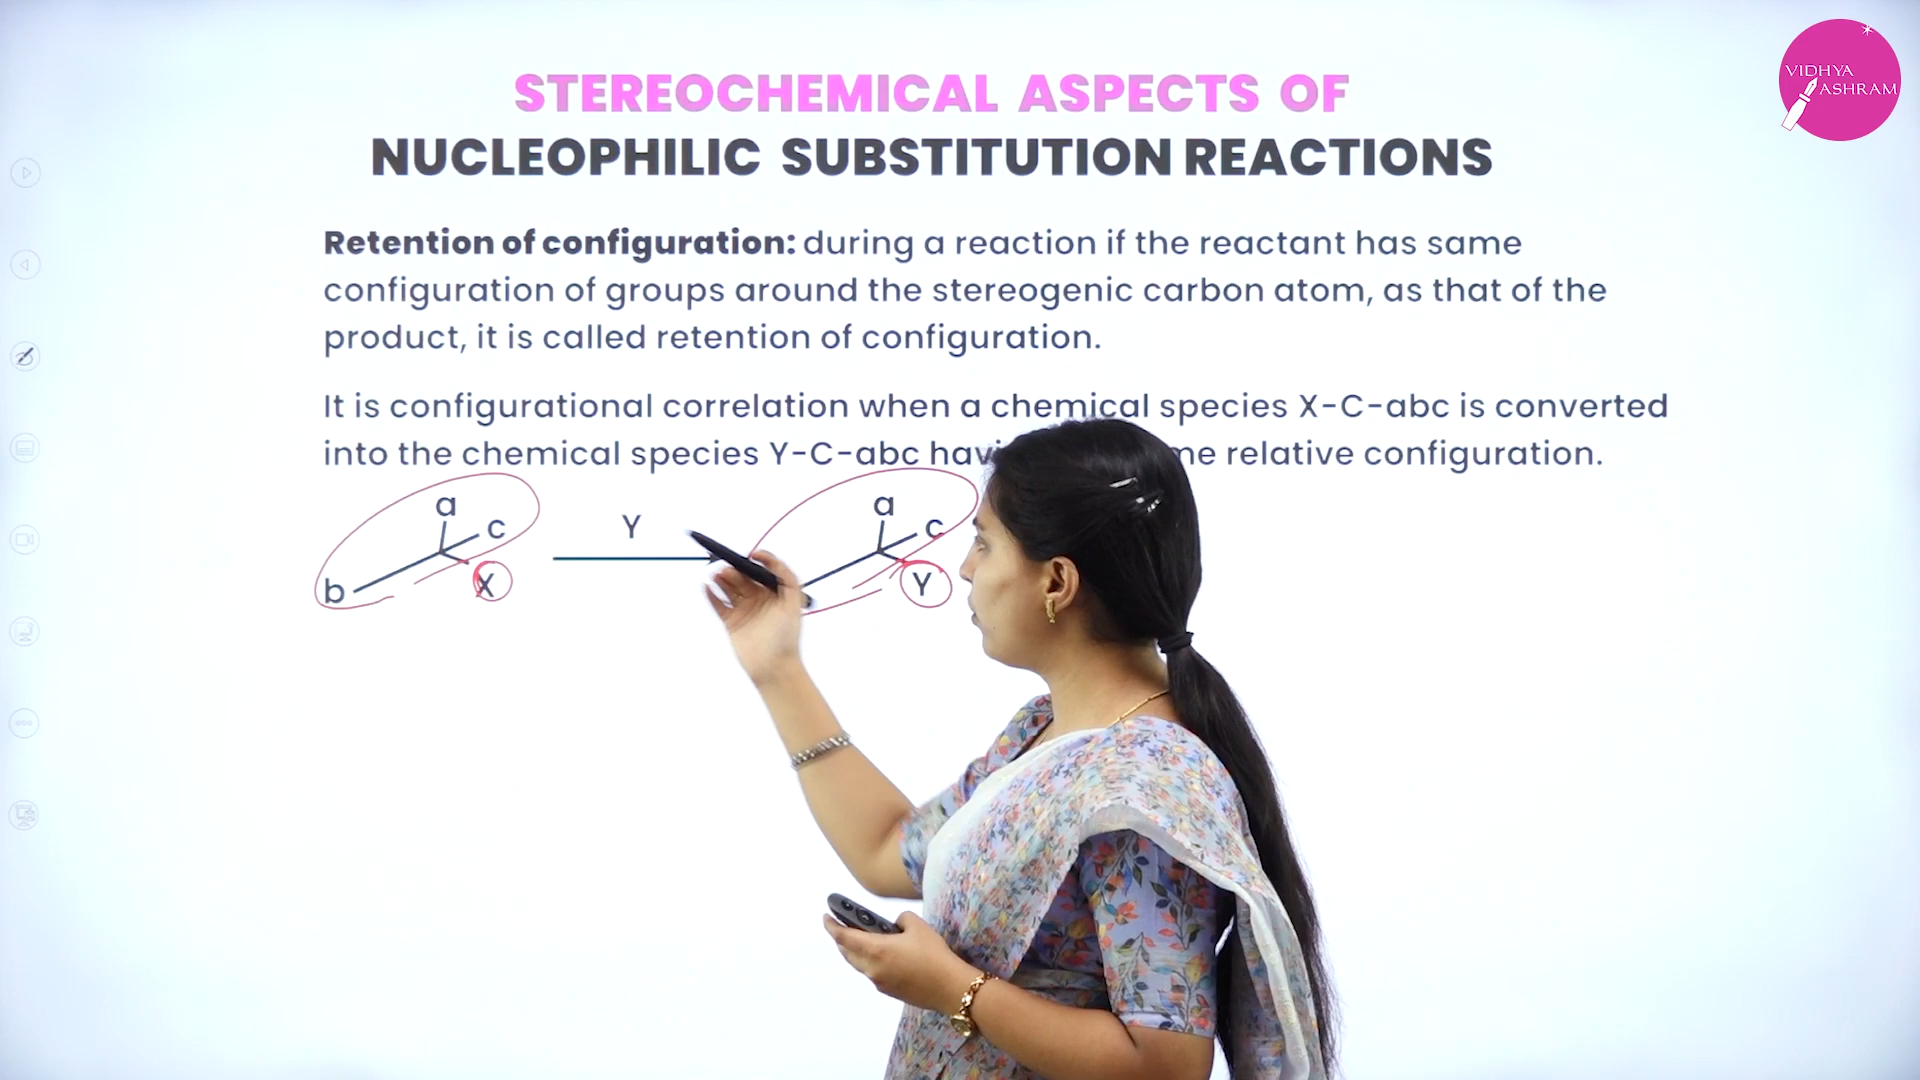 VIDHYA
ASHRAM
STEREOCHEMICAL ASPECTS OF
NUCLEOPHILIC SUBSTITUTION REACTIONS
Retention of configuration: during a reaction if the reactant has same
configuration of groups around the stereogenic carbon atom, as that of the
product, it is called retention of configuration.
It is configurational correlation when a chemical species X-C-abc is converted
into the chemical species Y-C-abc relative configuration.
a
c
b
X
Y
a
c
Y